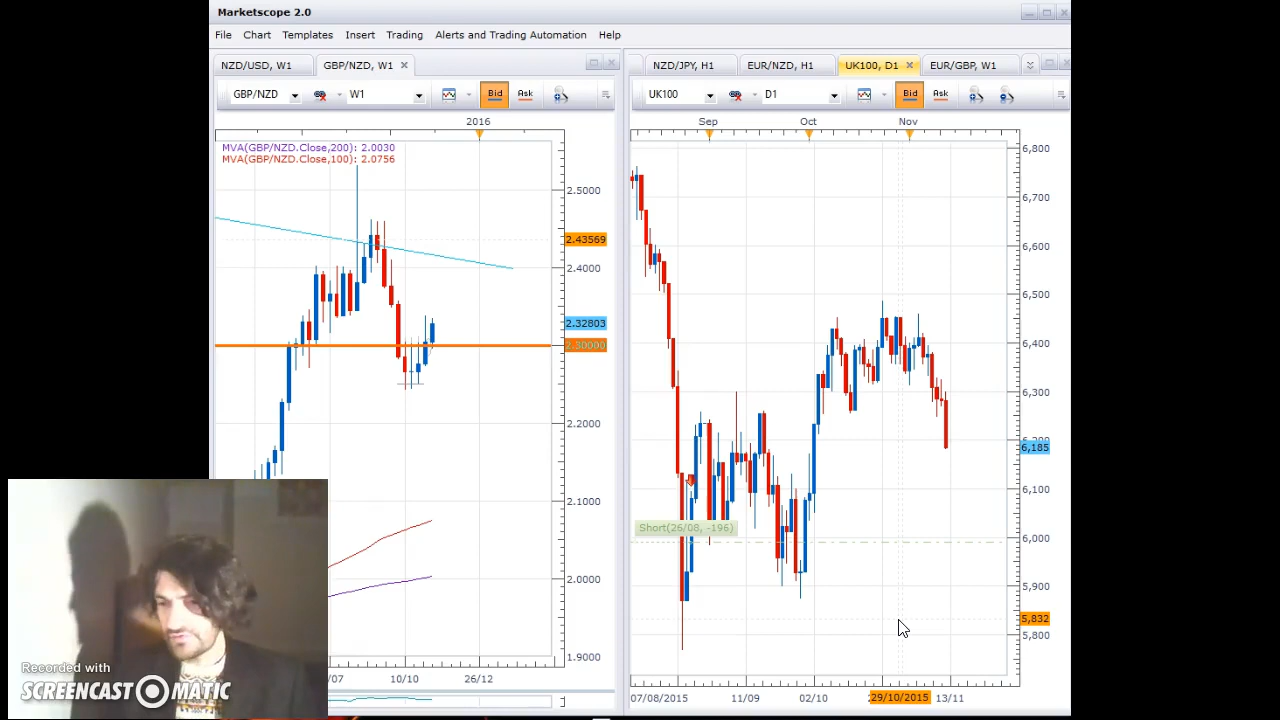 Marketscope 2.0
File Chart Templates Insert Trading Alerts and Trading Automation Help
NZD/USD, W1
GBP/NZD, W1
GBP/NZD
W1
Bid
Ask
2016
MVA(GBP/NZD.Close,200): 2.0030
MVA(GBP/NZD.Close,100): 2.0756
2.5000
2.43569
2.4000
2.32803
2.30000
2.2000
2.1000
2.0000
1.9000
/07
10/10
26/12
NZD/JPY, H1
EUR/NZD, H1
UK100, D1
EUR/GBP, W1
UK100
D1
Bid
Ask
Sep
Oct
Nov
6,800
6,700
6,600
6,500
6,400
6,300
6,185
6,100
6,000
5,900
5,832
5,800
Short(26/08, -196)
07/08/2015
11/09
02/10
29/10/2015
13/11
Recorded with
SCREENCAST MATIC